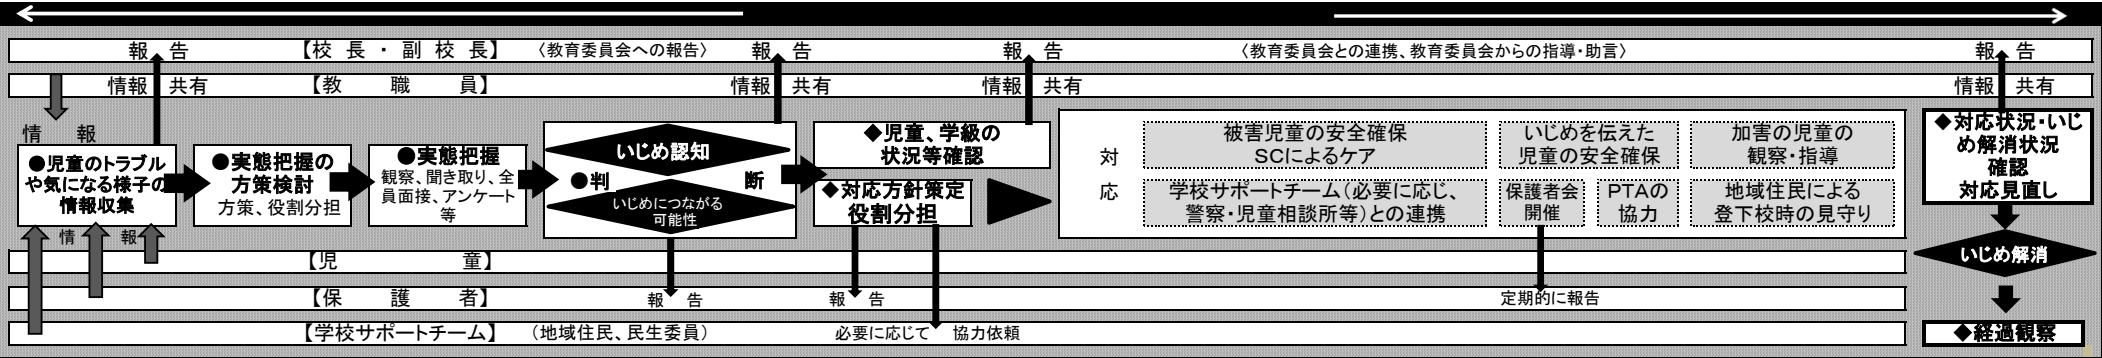 報　告　【校　長　・　副　校　長】　〈教育委員会への報告〉　報　告　報　告　〈教育委員会との連携、教育委員会からの指導・助言〉　報　告
情報　共有　【教　職　員】　情報　共有　情報　共有　情報　共有
情　報
●児童のトラブル
や気になる様子の
情報収集
●実態把握の
方策検討
方策、役割分担
●実態把握
観察、聞き取り、全
員面接、アンケート
等
いじめ認知
●判　断
いじめにつながる
可能性
◆児童、学級の
状況等確認
◆対応方針策定
役割分担
対
応
被害児童の安全確保
SCによるケア
いじめを伝えた
児童の安全確保
加害の児童の
観察・指導
学校サポートチーム（必要に応じ、
警察・児童相談所等）との連携
保護者会
開催
PTAの
協力
地域住民による
登下校時の見守り
◆対応状況・いじ
め解消状況
確認
対応見直し
いじめ解消
◆経過観察
情　報
【児　童】
【保　護　者】　報　告　報　告　定期的に報告
【学校サポートチーム】　（地域住民、民生委員）　必要に応じて　協力依頼